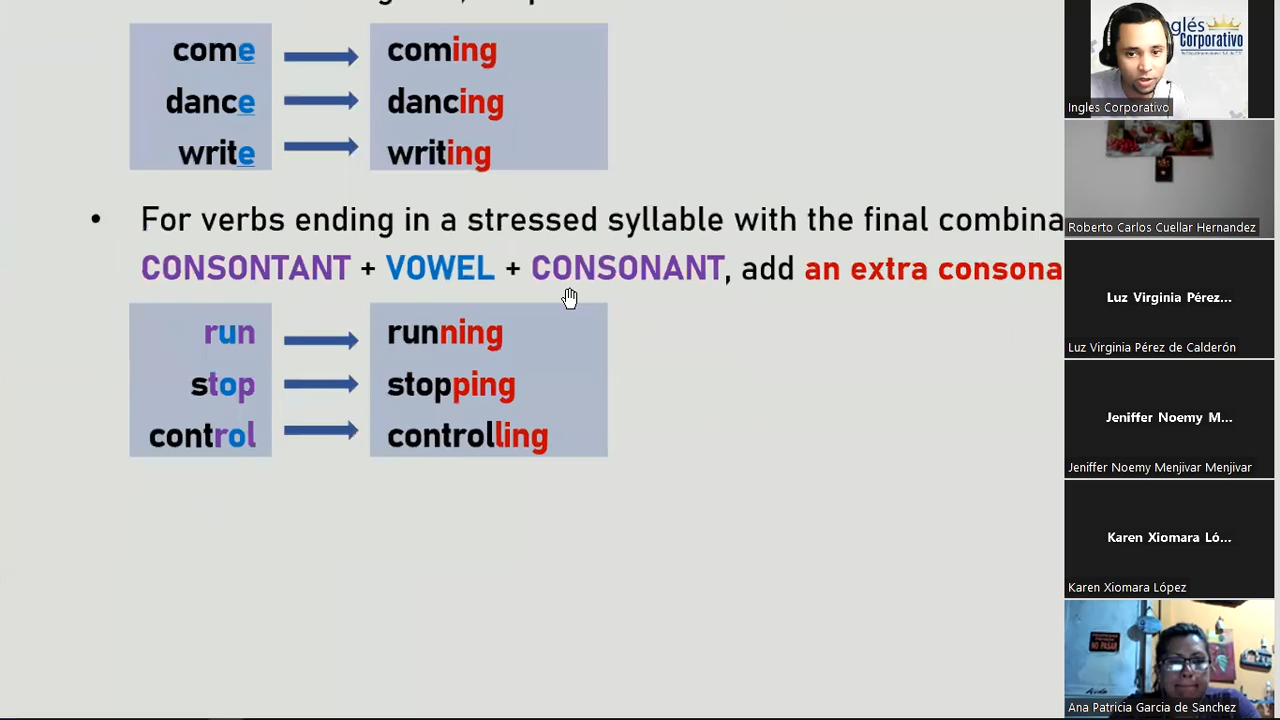 come coming
dance dancing
write writing
• For verbs ending in a stressed syllable with the final combina
CONSONTANT + VOWEL + CONSONANT, add an extra consona
run running
stop stopping
control controlling
Inglés
Corporativo
Ingles Corporativo
Roberto Carlos Cuellar Hernandez
Luz Virginia Pérez...
Luz Virginia Pérez de Calderón
Jeniffer Noemy M...
Jeniffer Noemy Menjivar Menjivar
Karen Xiomara Ló...
Karen Xiomara López
NO PASAR
Ana Patricia Garcia de Sanchez